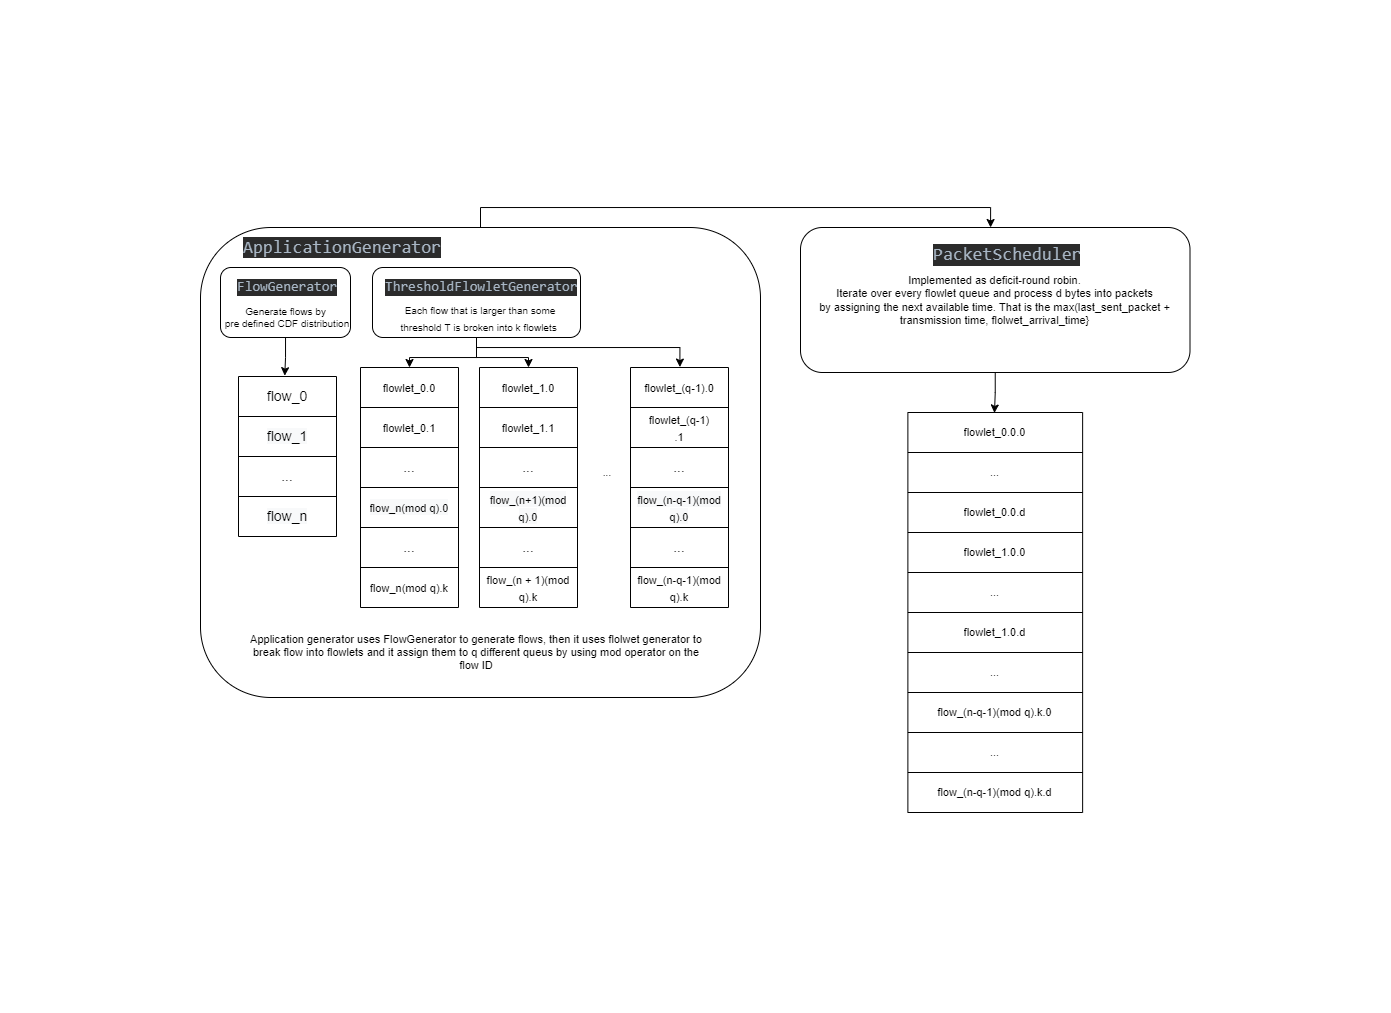 ApplicationGenerator
FlowGenerator
Generate flows by
pre defined CDF distribution
ThresholdFlowletGenerator
Each flow that is larger than some
threshold T is broken into k flowlets
flow_0
flow_1
...
flow_n
flowlet_0.0
flowlet_0.1
...
flow_n(mod q).0
...
flow_n(mod q).k
flowlet_1.0
flowlet_1.1
...
flow_(n+1)(mod
q).0
...
flow_(n + 1)(mod
q).k
...
flowlet_(q-1).0
flowlet_(q-1)
.1
...
flow_(n-q-1)(mod
q).0
...
flow_(n-q-1)(mod
q).k
Application generator uses FlowGenerator to generate flows, then it uses flolwet generator to
break flow into flowlets and it assign them to q different queus by using mod operator on the
flow ID
PacketScheduler
Implemented as deficit-round robin.
Iterate over every flowlet queue and process d bytes into packets
by assigning the next available time. That is the max(last_sent_packet +
transmission time, flolwet_arrival_time}
flowlet_0.0.0
...
flowlet_0.0.d
flowlet_1.0.0
...
flowlet_1.0.d
...
flow_(n-q-1)(mod q).k.0
...
flow_(n-q-1)(mod q).k.d